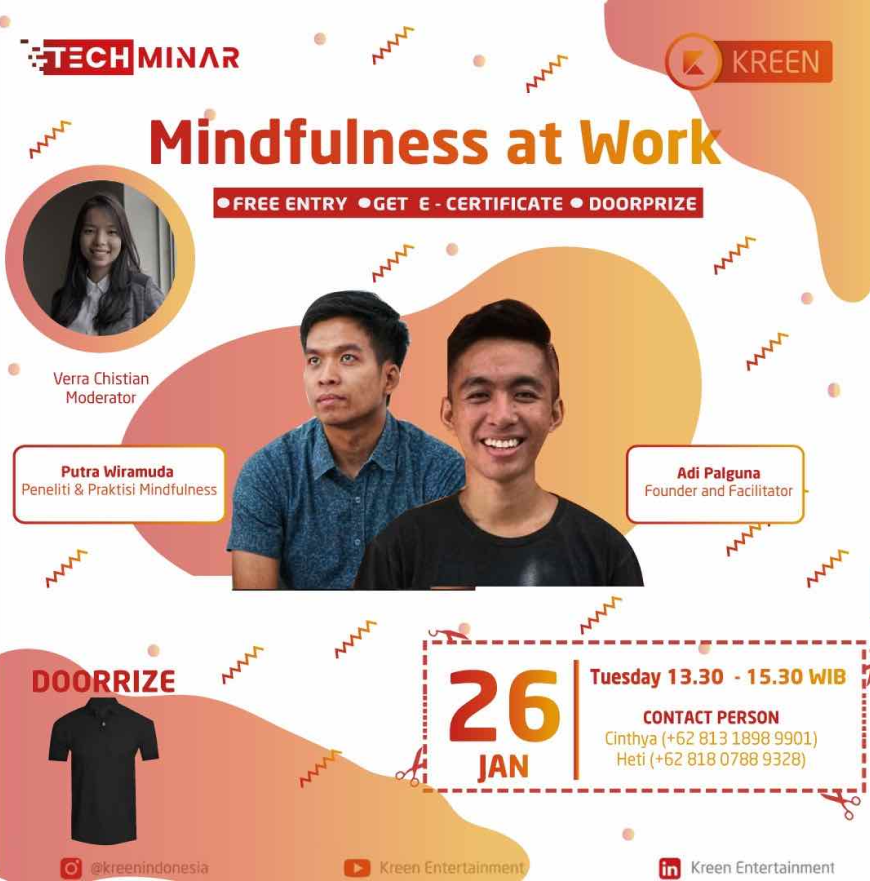 TECHMINAR
KREEN
Mindfulness at Work
●FREE ENTRY ●GET E - CERTIFICATE ● DOORPRIZE
Verra Chistian
Moderator
Putra Wiramuda
Peneliti & Praktisi Mindfulness
Adi Palguna
Founder and Facilitator
DOORRIZE
26
JAN
Tuesday 13.30 - 15.30 WIB
CONTACT PERSON
Cinthya (+62 813 1898 9901)
Heti (+62 818 0788 9328)
@kreenindonesia
Kreen Entertainment
in Kreen Entertainment